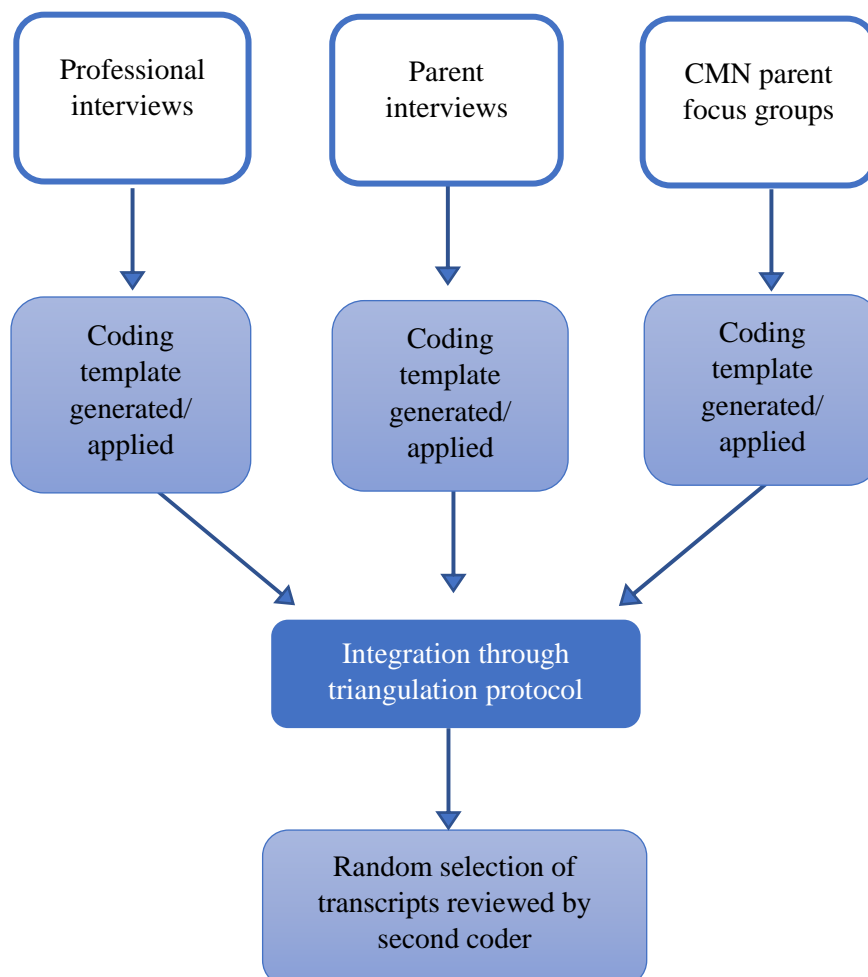 Professional
interviews
Parent
interviews
CMN parent
focus groups
Coding
template
generated/
applied
Coding
template
generated/
applied
Coding
template
generated/
applied
Integration through
triangulation protocol
Random selection of
transcripts reviewed by
second coder